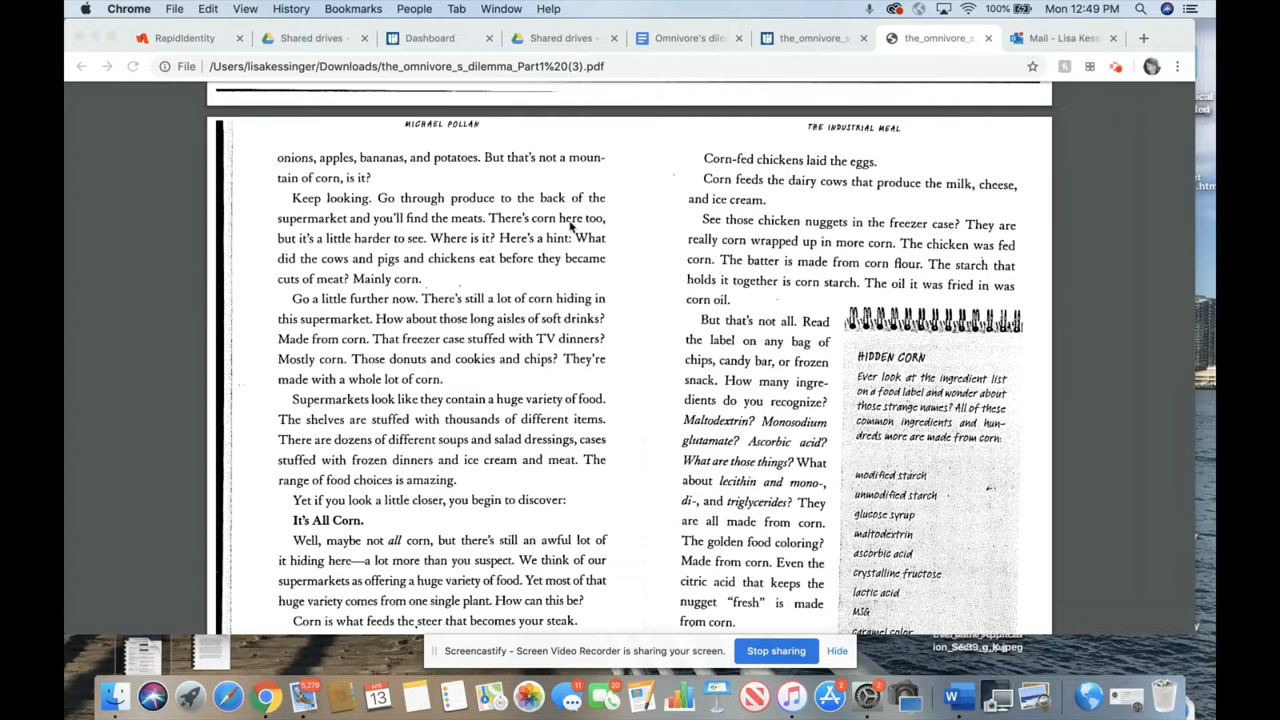 Chrome File Edit View History Bookmarks People Tab Window Help 100% Mon 12:49 PM
RapidIdentity
Shared drives -
Dashboard
Shared drives -
Omnivore's dile
the_omnivore_s
the_omnivore_s_
Mail - Lisa Kess
File /Users/lisakessinger/Downloads/the_omnivore_s_dilemma_Part1%20(3).pdf
MICHAEL POLLAN
onions, apples, bananas, and potatoes. But that's not a moun-
tain of corn, is it?
Keep looking. Go through produce to the back of the
supermarket and you'll find the meats. There's corn here too,
but it's a little harder to see. Where is it? Here's a hint: What
did the cows and pigs and chickens eat before they became
cuts of meat? Mainly corn.
Go a little further now. There's still a lot of corn hiding in
this supermarket. How about those long aisles of soft drinks?
Made from corn. That freezer case stuffed with TV dinners?
Mostly corn. Those donuts and cookies and chips? They're
made with a whole lot of corn.
Supermarkets look like they contain a huge variety of food.
The shelves are stuffed with thousands of different items.
There are dozens of different soups and salad dressings, cases
stuffed with frozen dinners and ice cream and meat. The
range of food choices is amazing.
Yet if you look a little closer, you begin to discover:
It's All Corn.
Well, maybe not all corn, but there's still an awful lot of
it hiding here—a lot more than you suspect. We think of our
supermarkets as offering a huge variety of food. Yet most of that
huge variety comes from one single plant. How can this be?
Corn is what feeds the steer that becomes your steak.
THE INDUSTRIAL MEAL
Corn-fed chickens laid the eggs.
Corn feeds the dairy cows that produce the milk, cheese,
and ice cream.
See those chicken nuggets in the freezer case? They are
really corn wrapped up in more corn. The chicken was fed
corn. The batter is made from corn flour. The starch that
holds it together is corn starch. The oil it was fried in was
corn oil.
But that's not all. Read
the label on any bag of
chips, candy bar, or frozen
snack. How many ingre-
dients do you recognize?
Maltodextrin? Monosodium
glutamate? Ascorbic acid?
What are those things? What
about lecithin and mono-,
di-, and triglycerides? They
are all made from corn.
The golden food coloring?
Made from corn. Even the
citric acid that keeps the
nugget "fresh" is made
from corn.
HIDDEN CORN
Ever look at the ingredient list
on a food label and wonder about
those strange names? All of these
common ingredients and hun-
dreds more are made from corn:
modified starch
unmodified starch
glucose syrup
maltodextrin
ascorbic acid
crystalline fructose
lactic acid
MSG
caramel color
ion_Se39.g_k.jpeg
Screencastify - Screen Video Recorder is sharing your screen.
Stop sharing
Hide
5,279
APR
13
11
20
2
2